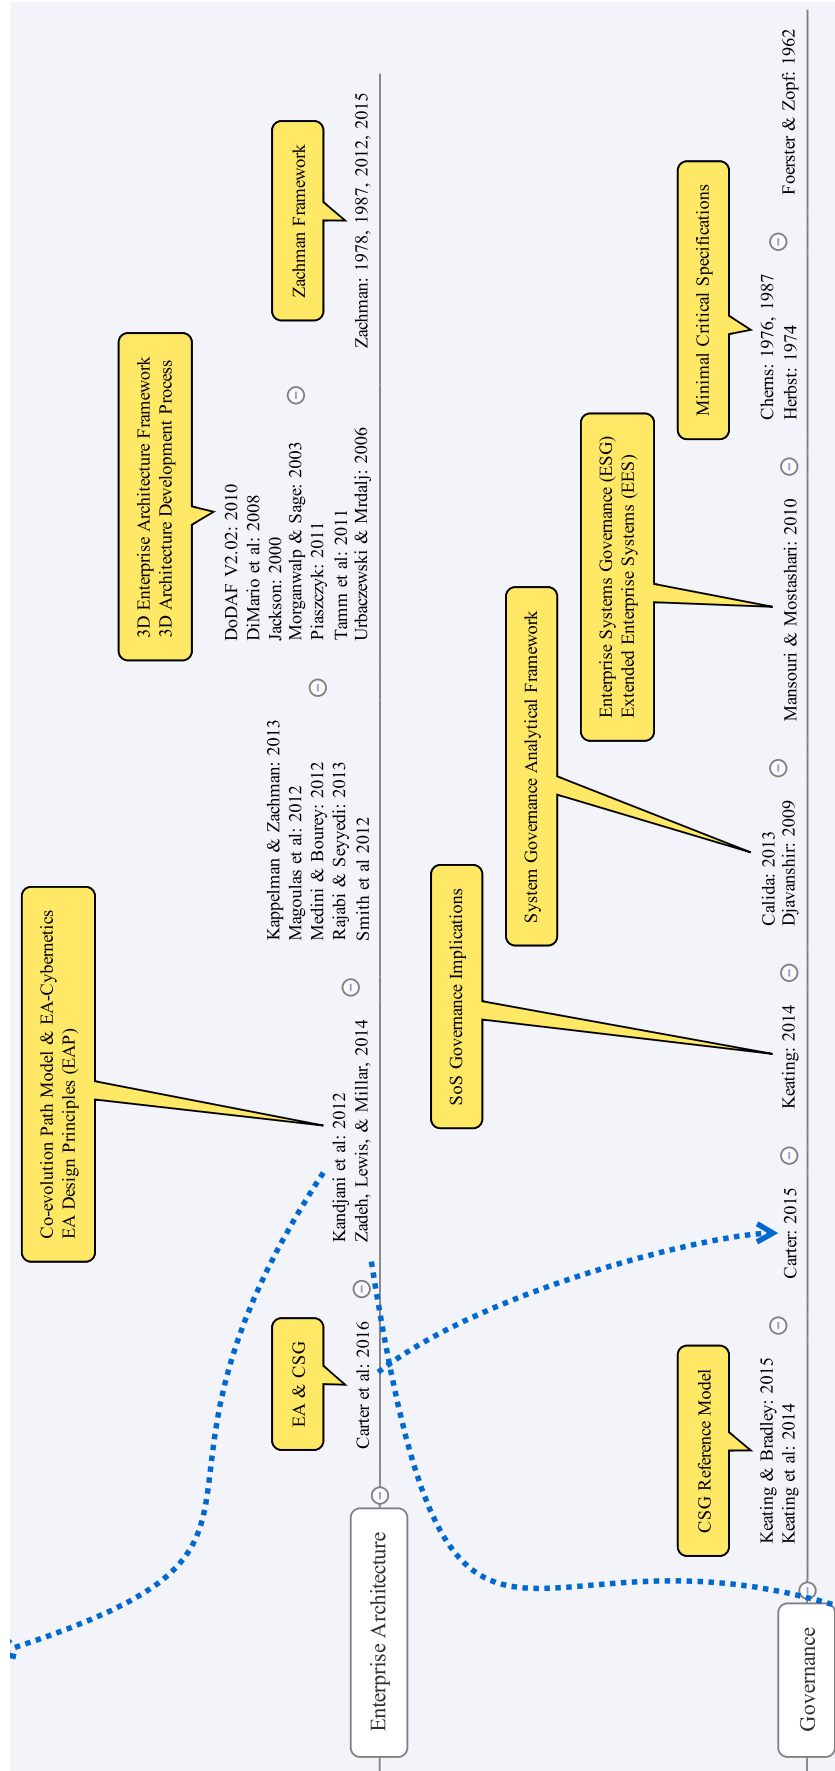 Enterprise Architecture
EA & CSG
Carter et al: 2016
Co-evolution Path Model & EA-Cybernetics
EA Design Principles (EAP)
Kandjani et al: 2012
Zadeh, Lewis, & Millar, 2014
Kappelman & Zachman: 2013
Magoulas et al: 2012
Medini & Bourey: 2012
Rajabi & Seyyedi: 2013
Smith et al 2012
3D Enterprise Architecture Framework
3D Architecture Development Process
DoDAF V2.02: 2010
DiMario et al: 2008
Jackson: 2000
Morganwalp & Sage: 2003
Piaszczyk: 2011
Tamm et al: 2011
Urbaczewski & Mrdalj: 2006
Zachman Framework
Zachman: 1978, 1987, 2012, 2015
Governance
CSG Reference Model
Keating & Bradley: 2015
Keating et al: 2014
Carter: 2015
SoS Governance Implications
Keating: 2014
System Governance Analytical Framework
Calida: 2013
Djavanshir: 2009
Enterprise Systems Governance (ESG)
Extended Enterprise Systems (EES)
Mansouri & Mostashari: 2010
Minimal Critical Specifications
Cherns: 1976, 1987
Herbst: 1974
Foerster & Zopf: 1962